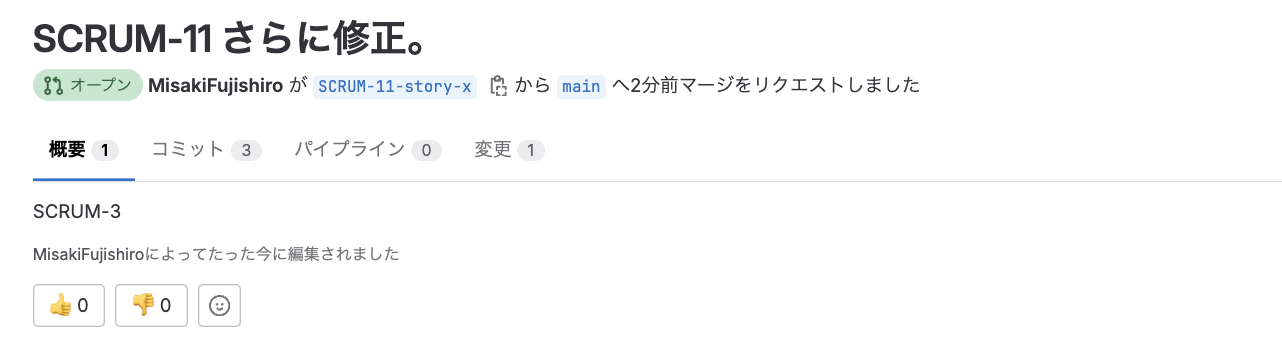 SCRUM-11 さらに修正。
オープン MisakiFujishiro が SCRUM-11-story-x から main へ2分前マージをリクエストしました
概要 1 コミット 3 パイプライン 0 変更 1
SCRUM-3
MisakiFujishiroによってたった今に編集されました
👍 0 👎 0